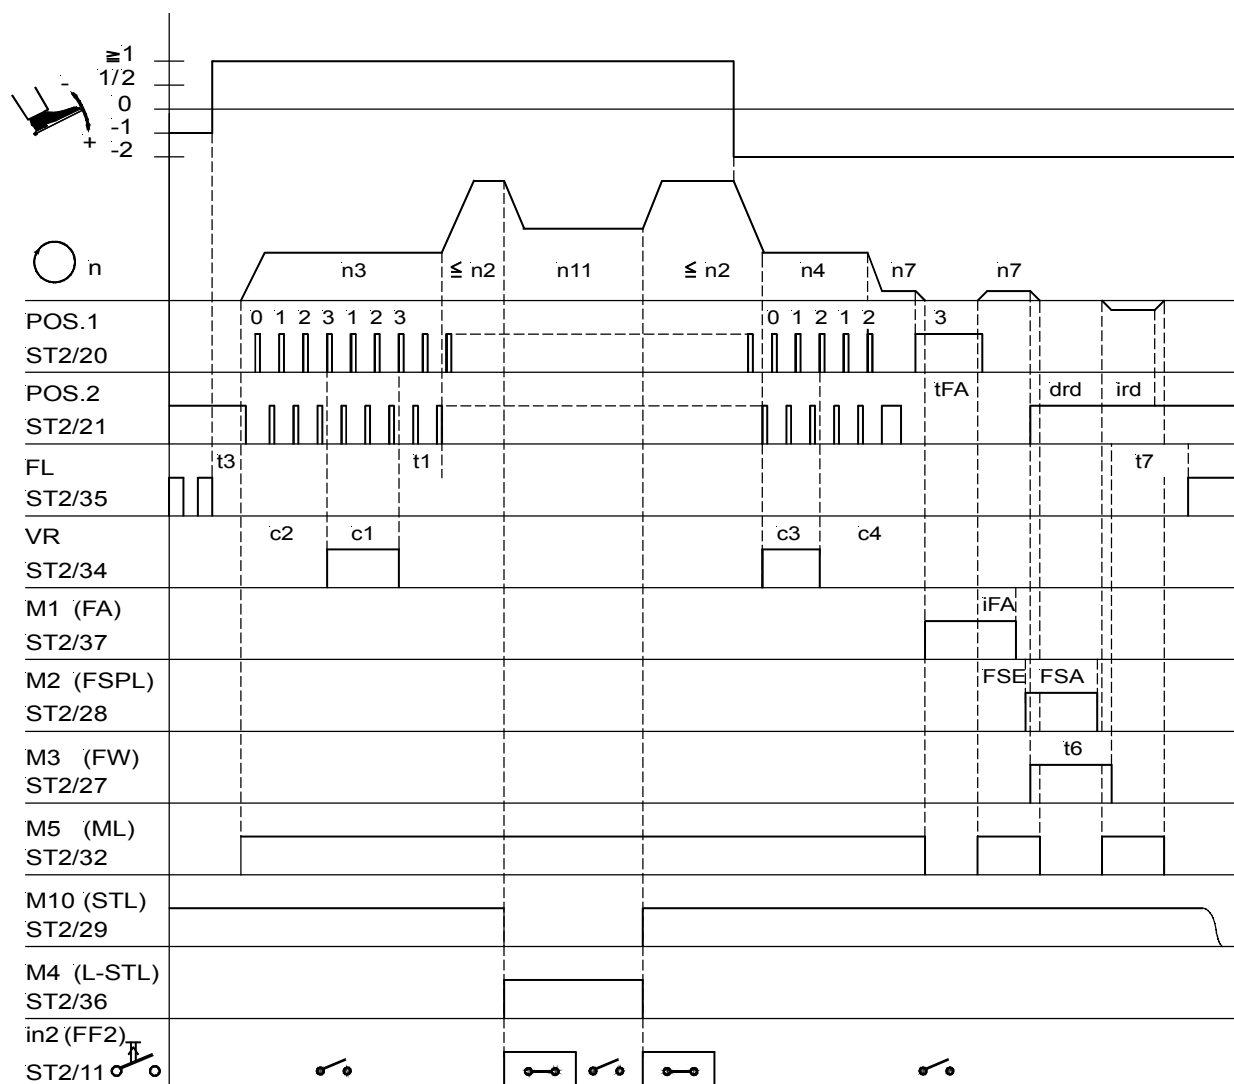 ≧1
1/2
0
-1
-2
-
+
n
n3
≦ n2
n11
≦ n2
n4
n7
n7
POS.1
ST2/20
0 1 2 3 1 2 3
0 1 2 1 2
3
POS.2
ST2/21
tFA
drd
ird
FL
ST2/35
t3
t1
t7
VR
ST2/34
c2
c1
c3
c4
M1 (FA)
ST2/37
iFA
M2 (FSPL)
ST2/28
FSE
FSA
M3 (FW)
ST2/27
t6
M5 (ML)
ST2/32
M10 (STL)
ST2/29
M4 (L-STL)
ST2/36
in2 (FF2)
ST2/11